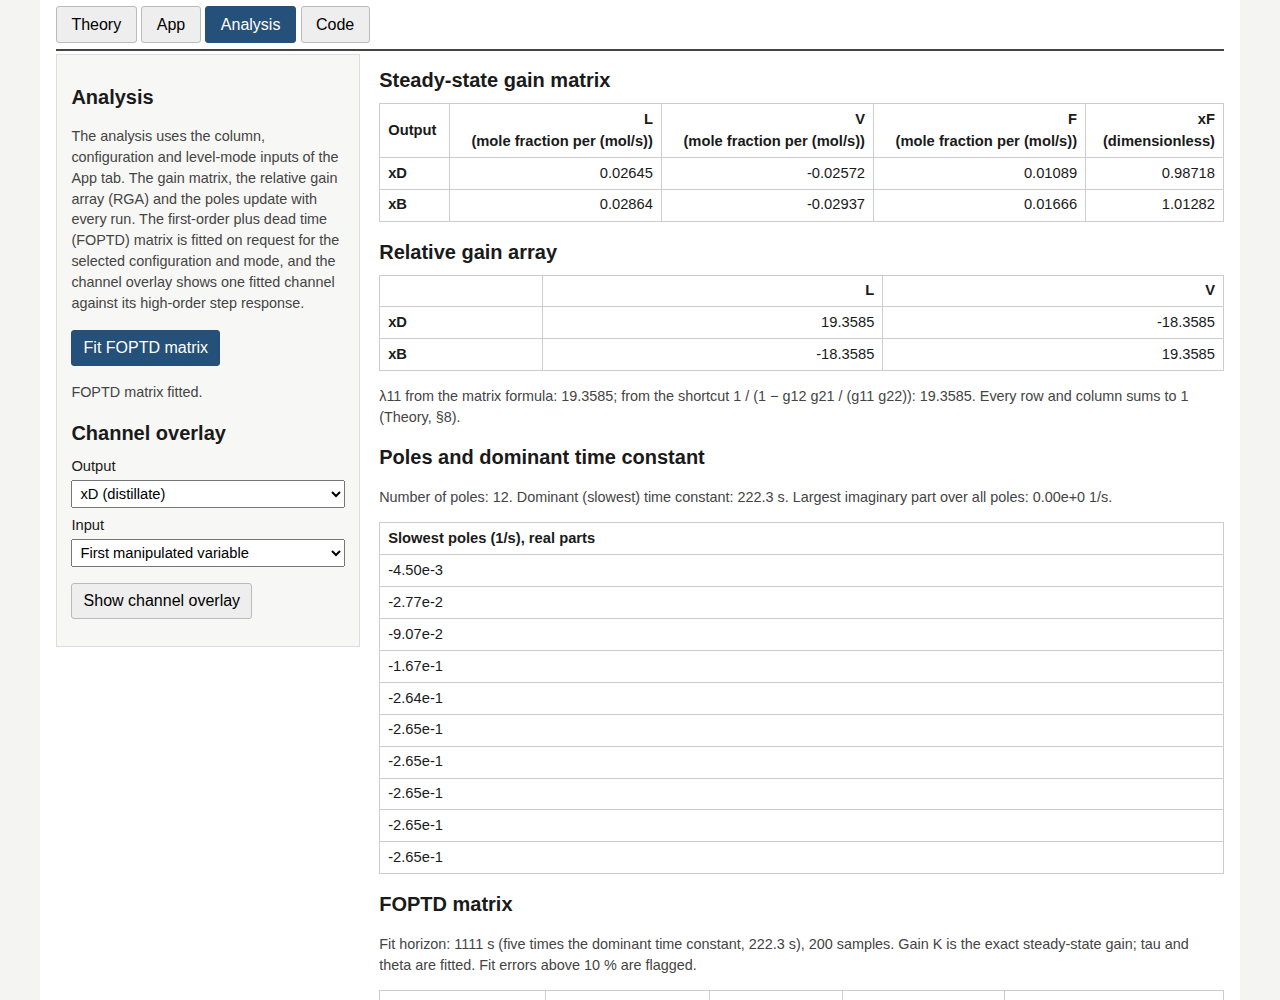 Theory App Analysis Code
Analysis
The analysis uses the column,
configuration and level-mode inputs of the
App tab. The gain matrix, the relative gain
array (RGA) and the poles update with
every run. The first-order plus dead time
(FOPTD) matrix is fitted on request for the
selected configuration and mode, and the
channel overlay shows one fitted channel
against its high-order step response.
Fit FOPTD matrix
FOPTD matrix fitted.
Channel overlay
Output
xD (distillate)
Input
First manipulated variable
Show channel overlay
Steady-state gain matrix
Output L V F xF
(mole fraction per (mol/s)) (mole fraction per (mol/s)) (mole fraction per (mol/s)) (dimensionless)
xD 0.02645 -0.02572 0.01089 0.98718
xB 0.02864 -0.02937 0.01666 1.01282
Relative gain array
L V
xD 19.3585 -18.3585
xB -18.3585 19.3585
λ11 from the matrix formula: 19.3585; from the shortcut 1 / (1 − g12 g21 / (g11 g22)): 19.3585. Every row and column sums to 1
(Theory, §8).
Poles and dominant time constant
Number of poles: 12. Dominant (slowest) time constant: 222.3 s. Largest imaginary part over all poles: 0.00e+0 1/s.
Slowest poles (1/s), real parts
-4.50e-3
-2.77e-2
-9.07e-2
-1.67e-1
-2.64e-1
-2.65e-1
-2.65e-1
-2.65e-1
-2.65e-1
-2.65e-1
FOPTD matrix
Fit horizon: 1111 s (five times the dominant time constant, 222.3 s), 200 samples. Gain K is the exact steady-state gain; tau and
theta are fitted. Fit errors above 10 % are flagged.